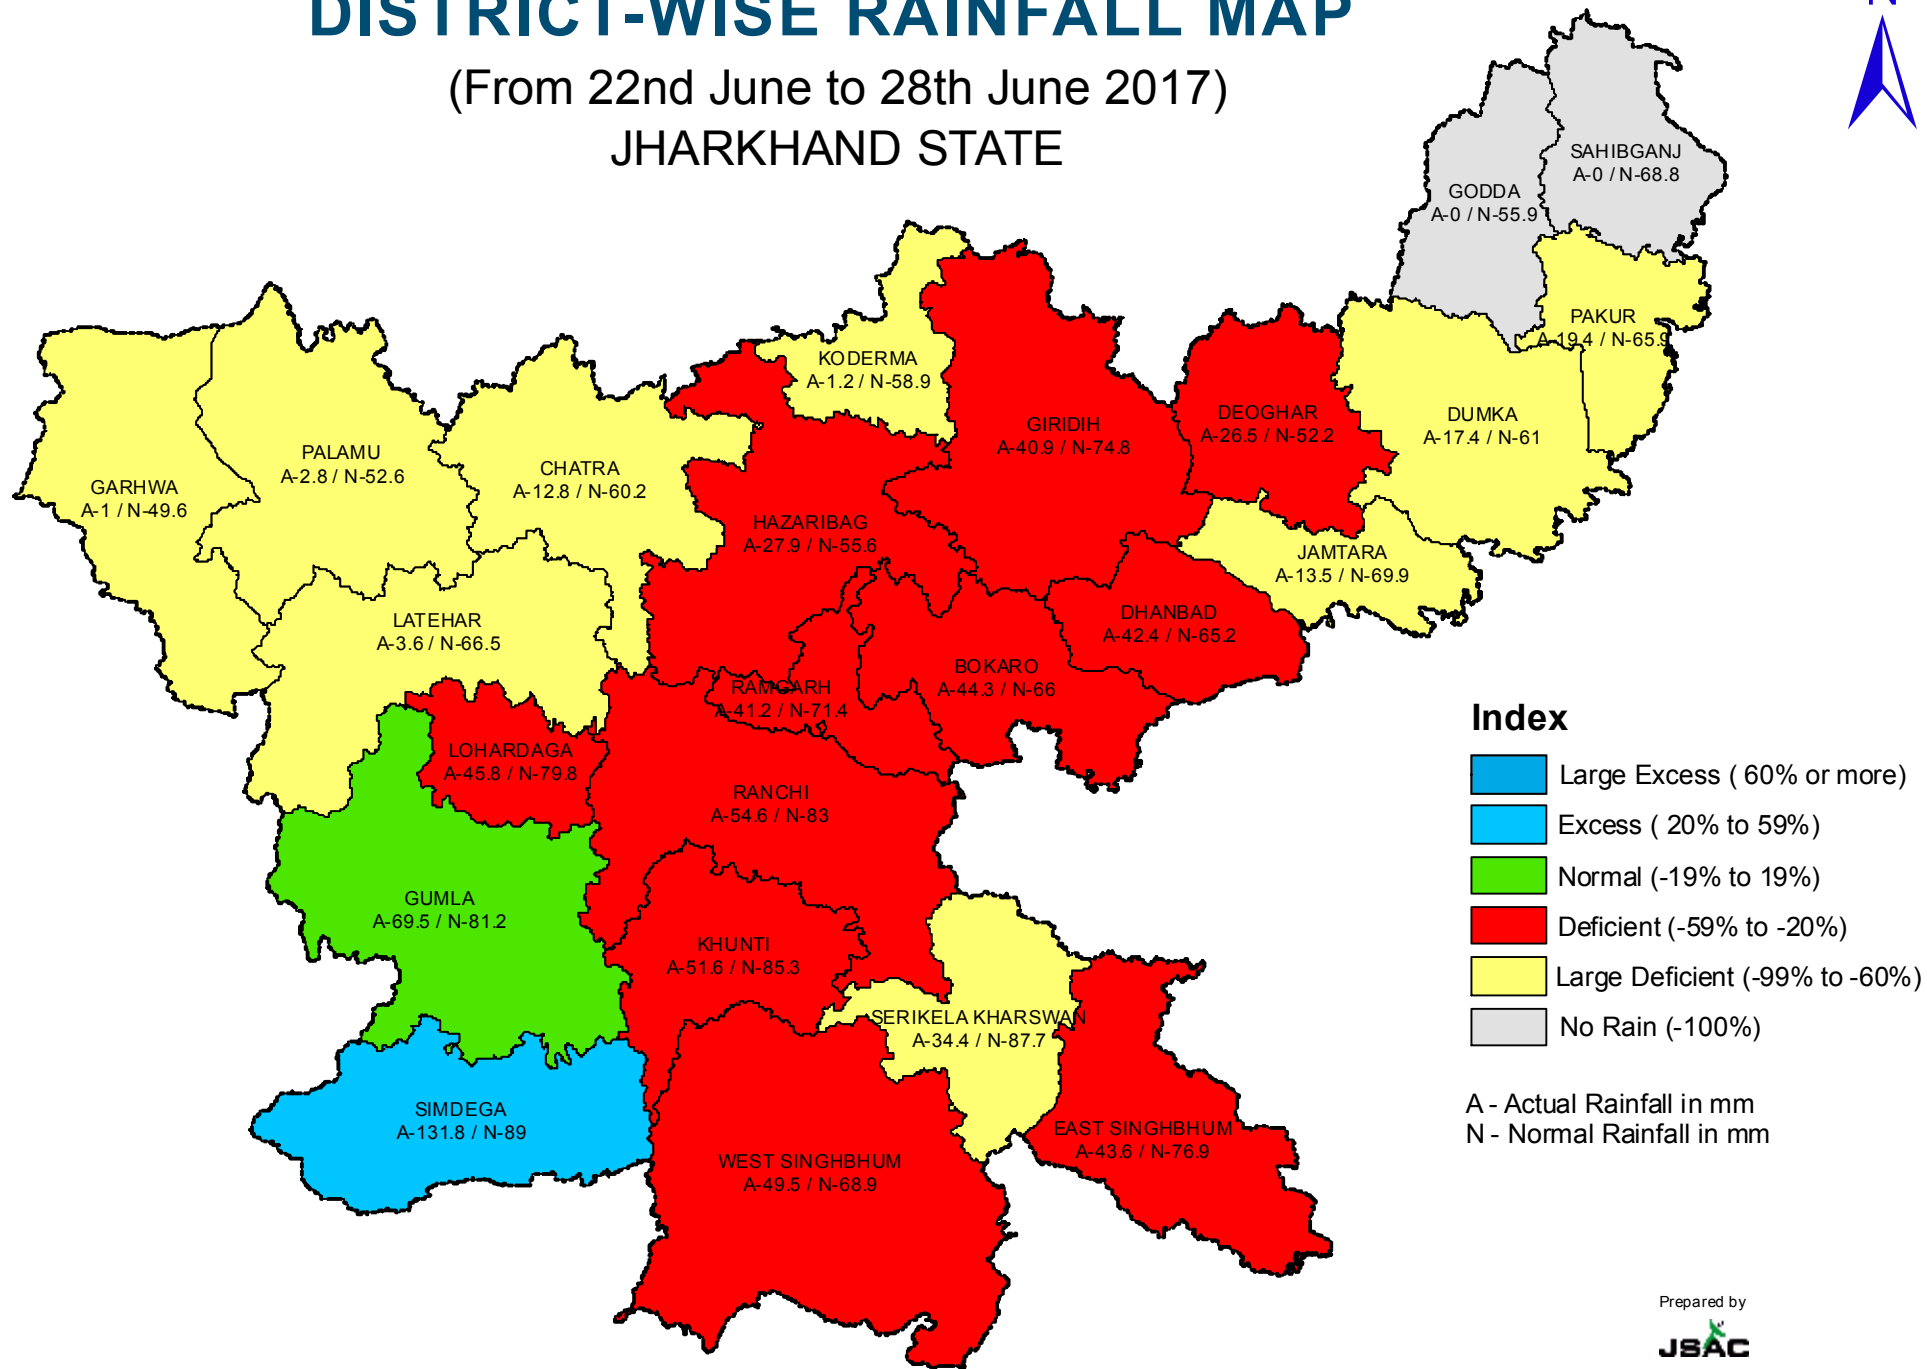 DISTRICT-WISE RAINFALL MAP
(From 22nd June to 28th June 2017)
JHARKHAND STATE
N
SAHIBGANJ
A-0 / N-68.8
GODDA
A-0 / N-55.9
PAKUR
A-19.4 / N-65.9
KODERMA
A-1.2 / N-58.9
GIRIDIH
A-40.9 / N-74.8
DEOGHAR
A-26.5 / N-52.2
DUMKA
A-17.4 / N-61
PALAMU
A-2.8 / N-52.6
CHATRA
A-12.8 / N-60.2
GARHWA
A-1 / N-49.6
HAZARIBAG
A-27.9 / N-55.6
JAMTARA
A-13.5 / N-69.9
LATEHAR
A-3.6 / N-66.5
DHANBAD
A-42.4 / N-65.2
BOKARO
A-44.3 / N-66
RAMGARH
A-41.2 / N-71.4
LOHARDAGA
A-45.8 / N-79.8
RANCHI
A-54.6 / N-83
GUMLA
A-69.5 / N-81.2
KHUNTI
A-51.6 / N-85.3
SERIKELA KHARSWAN
A-34.4 / N-87.7
SIMDEGA
A-131.8 / N-89
EAST SINGHBHUM
A-43.6 / N-76.9
WEST SINGHBHUM
A-49.5 / N-68.9
Index
Large Excess ( 60% or more)
Excess ( 20% to 59%)
Normal (-19% to 19%)
Deficient (-59% to -20%)
Large Deficient (-99% to -60%)
No Rain (-100%)
A - Actual Rainfall in mm
N - Normal Rainfall in mm
Prepared by
JSAC